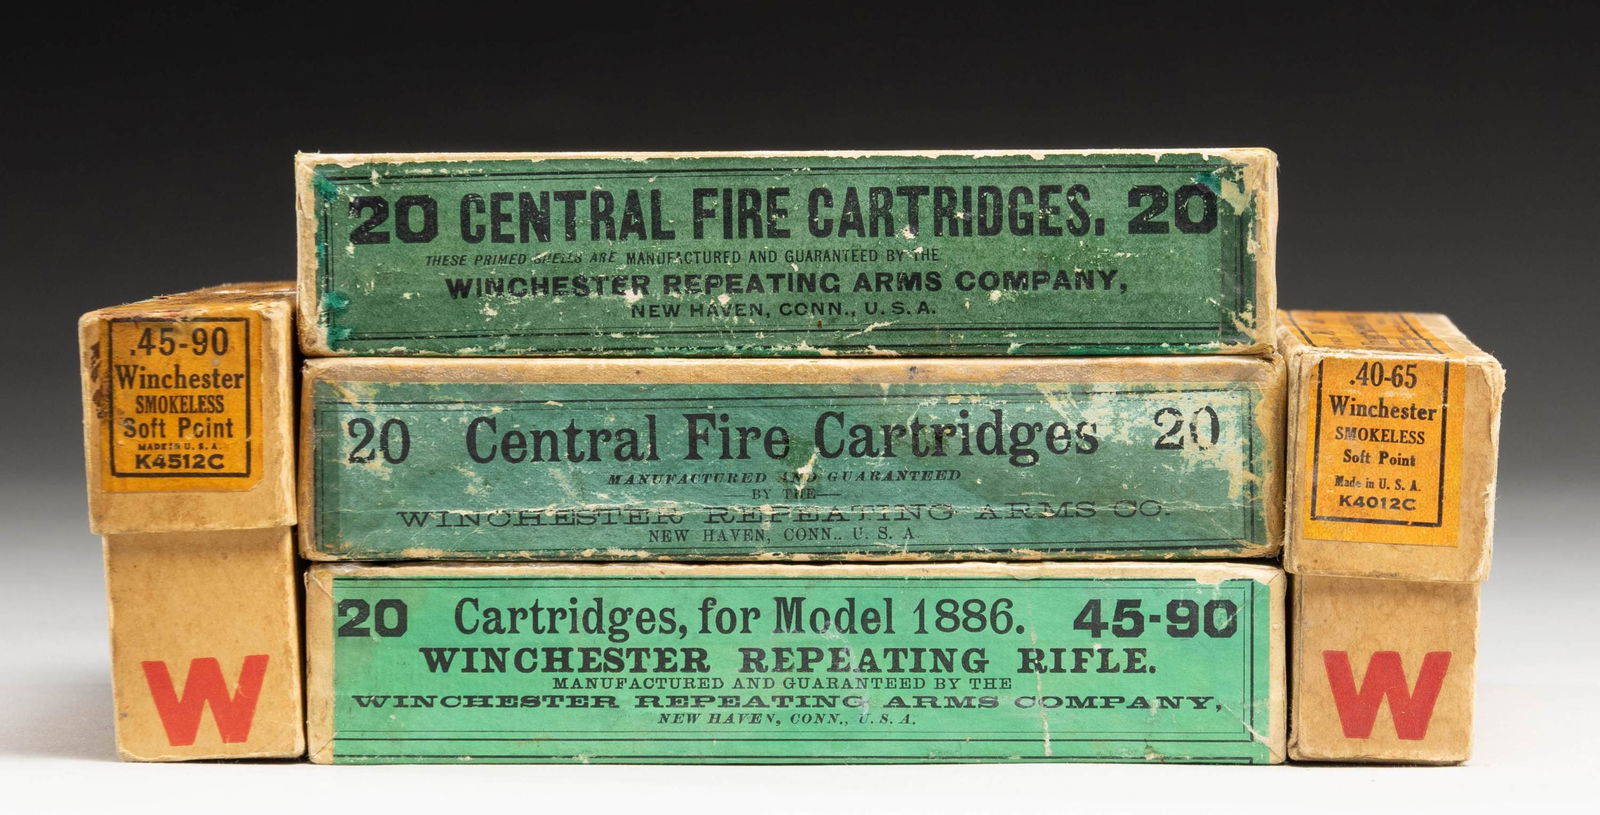 20 CENTRAL FIRE CARTRIDGES. 20
THESE PRIMED SHELLS ARE MANUFACTURED AND GUARANTEED BY THE
WINCHESTER REPEATING ARMS COMPANY,
NEW HAVEN, CONN., U. S. A.
.45-90
Winchester
SMOKELESS
Soft Point
MADE IN U. S. A.
K4512C
W
20 Central Fire Cartridges 20
MANUFACTURED AND GUARANTEED
BY THE
WINCHESTER REPEATING ARMS CO.
NEW HAVEN, CONN.. U. S. A
20 Cartridges, for Model 1886. 45-90
WINCHESTER REPEATING RIFLE.
MANUFACTURED AND GUARANTEED BY THE
WINCHESTER REPEATING ARMS COMPANY,
NEW HAVEN, CONN., U. S. A.
.40-65
Winchester
SMOKELESS
Soft Point
Made in U. S. A.
K4012C
W